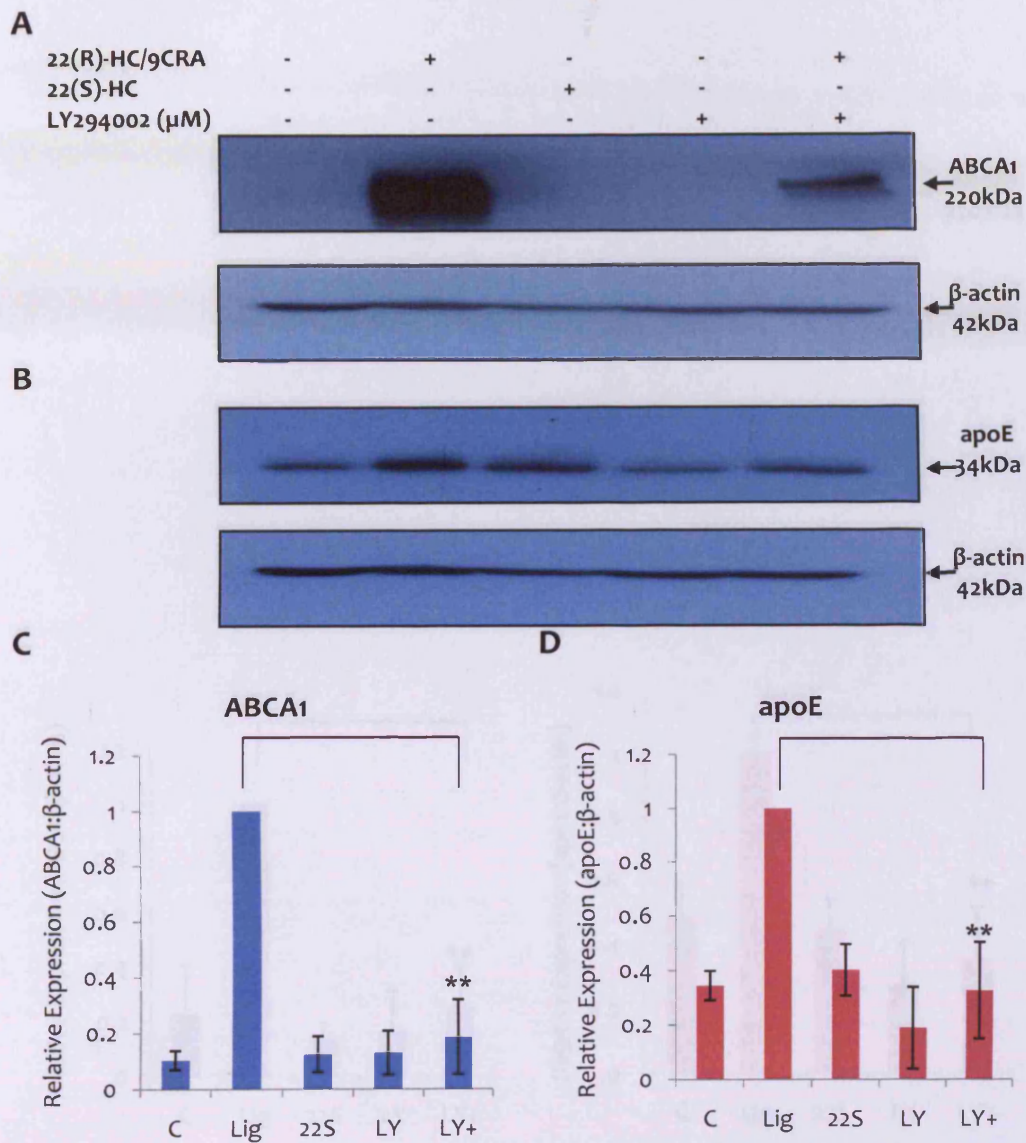 A
22(R)-HC/9CRA - + - - +
22(S)-HC - - + - -
LY294002 (μM) - - - + +
ABCA1
220kDa
β-actin
42kDa
B
apoE
34kDa
β-actin
42kDa
C
ABCA1
Relative Expression (ABCA1:β-actin)
1.2
1
0.8
0.6
0.4
0.2
0
**
C Lig 22S LY LY+
D
apoE
Relative Expression (apoE:β-actin)
1.2
1
0.8
0.6
0.4
0.2
0
**
C Lig 22S LY LY+